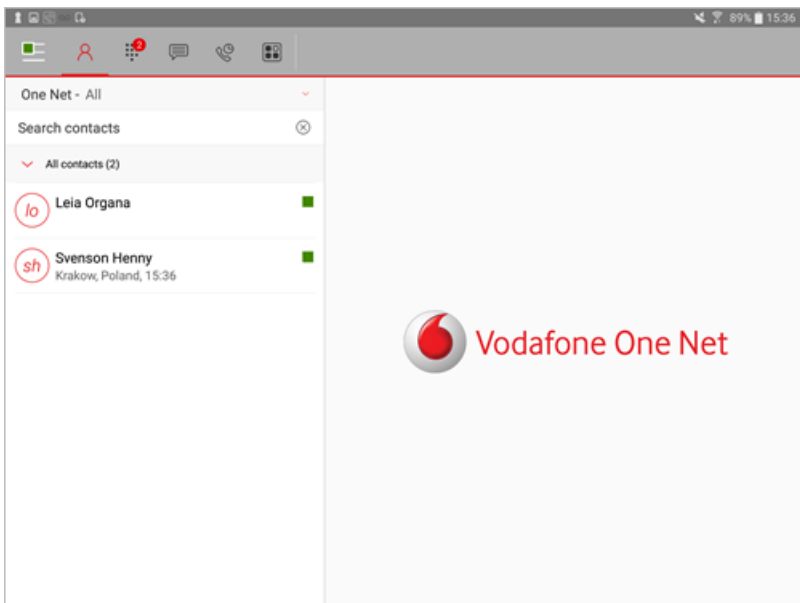 89% 15:36
2
One Net - All
Search contacts
All contacts (2)
lo
Leia Organa
sh
Svenson Henny
Krakow, Poland, 15:36
Vodafone One Net